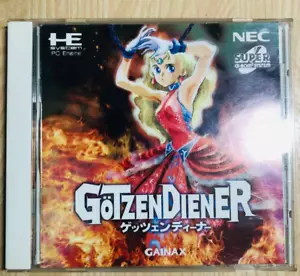 HE
system
PC Engine
NEC
SUPER
GÖTZENDIENER
ゲッツェンディーナー
GAINAX